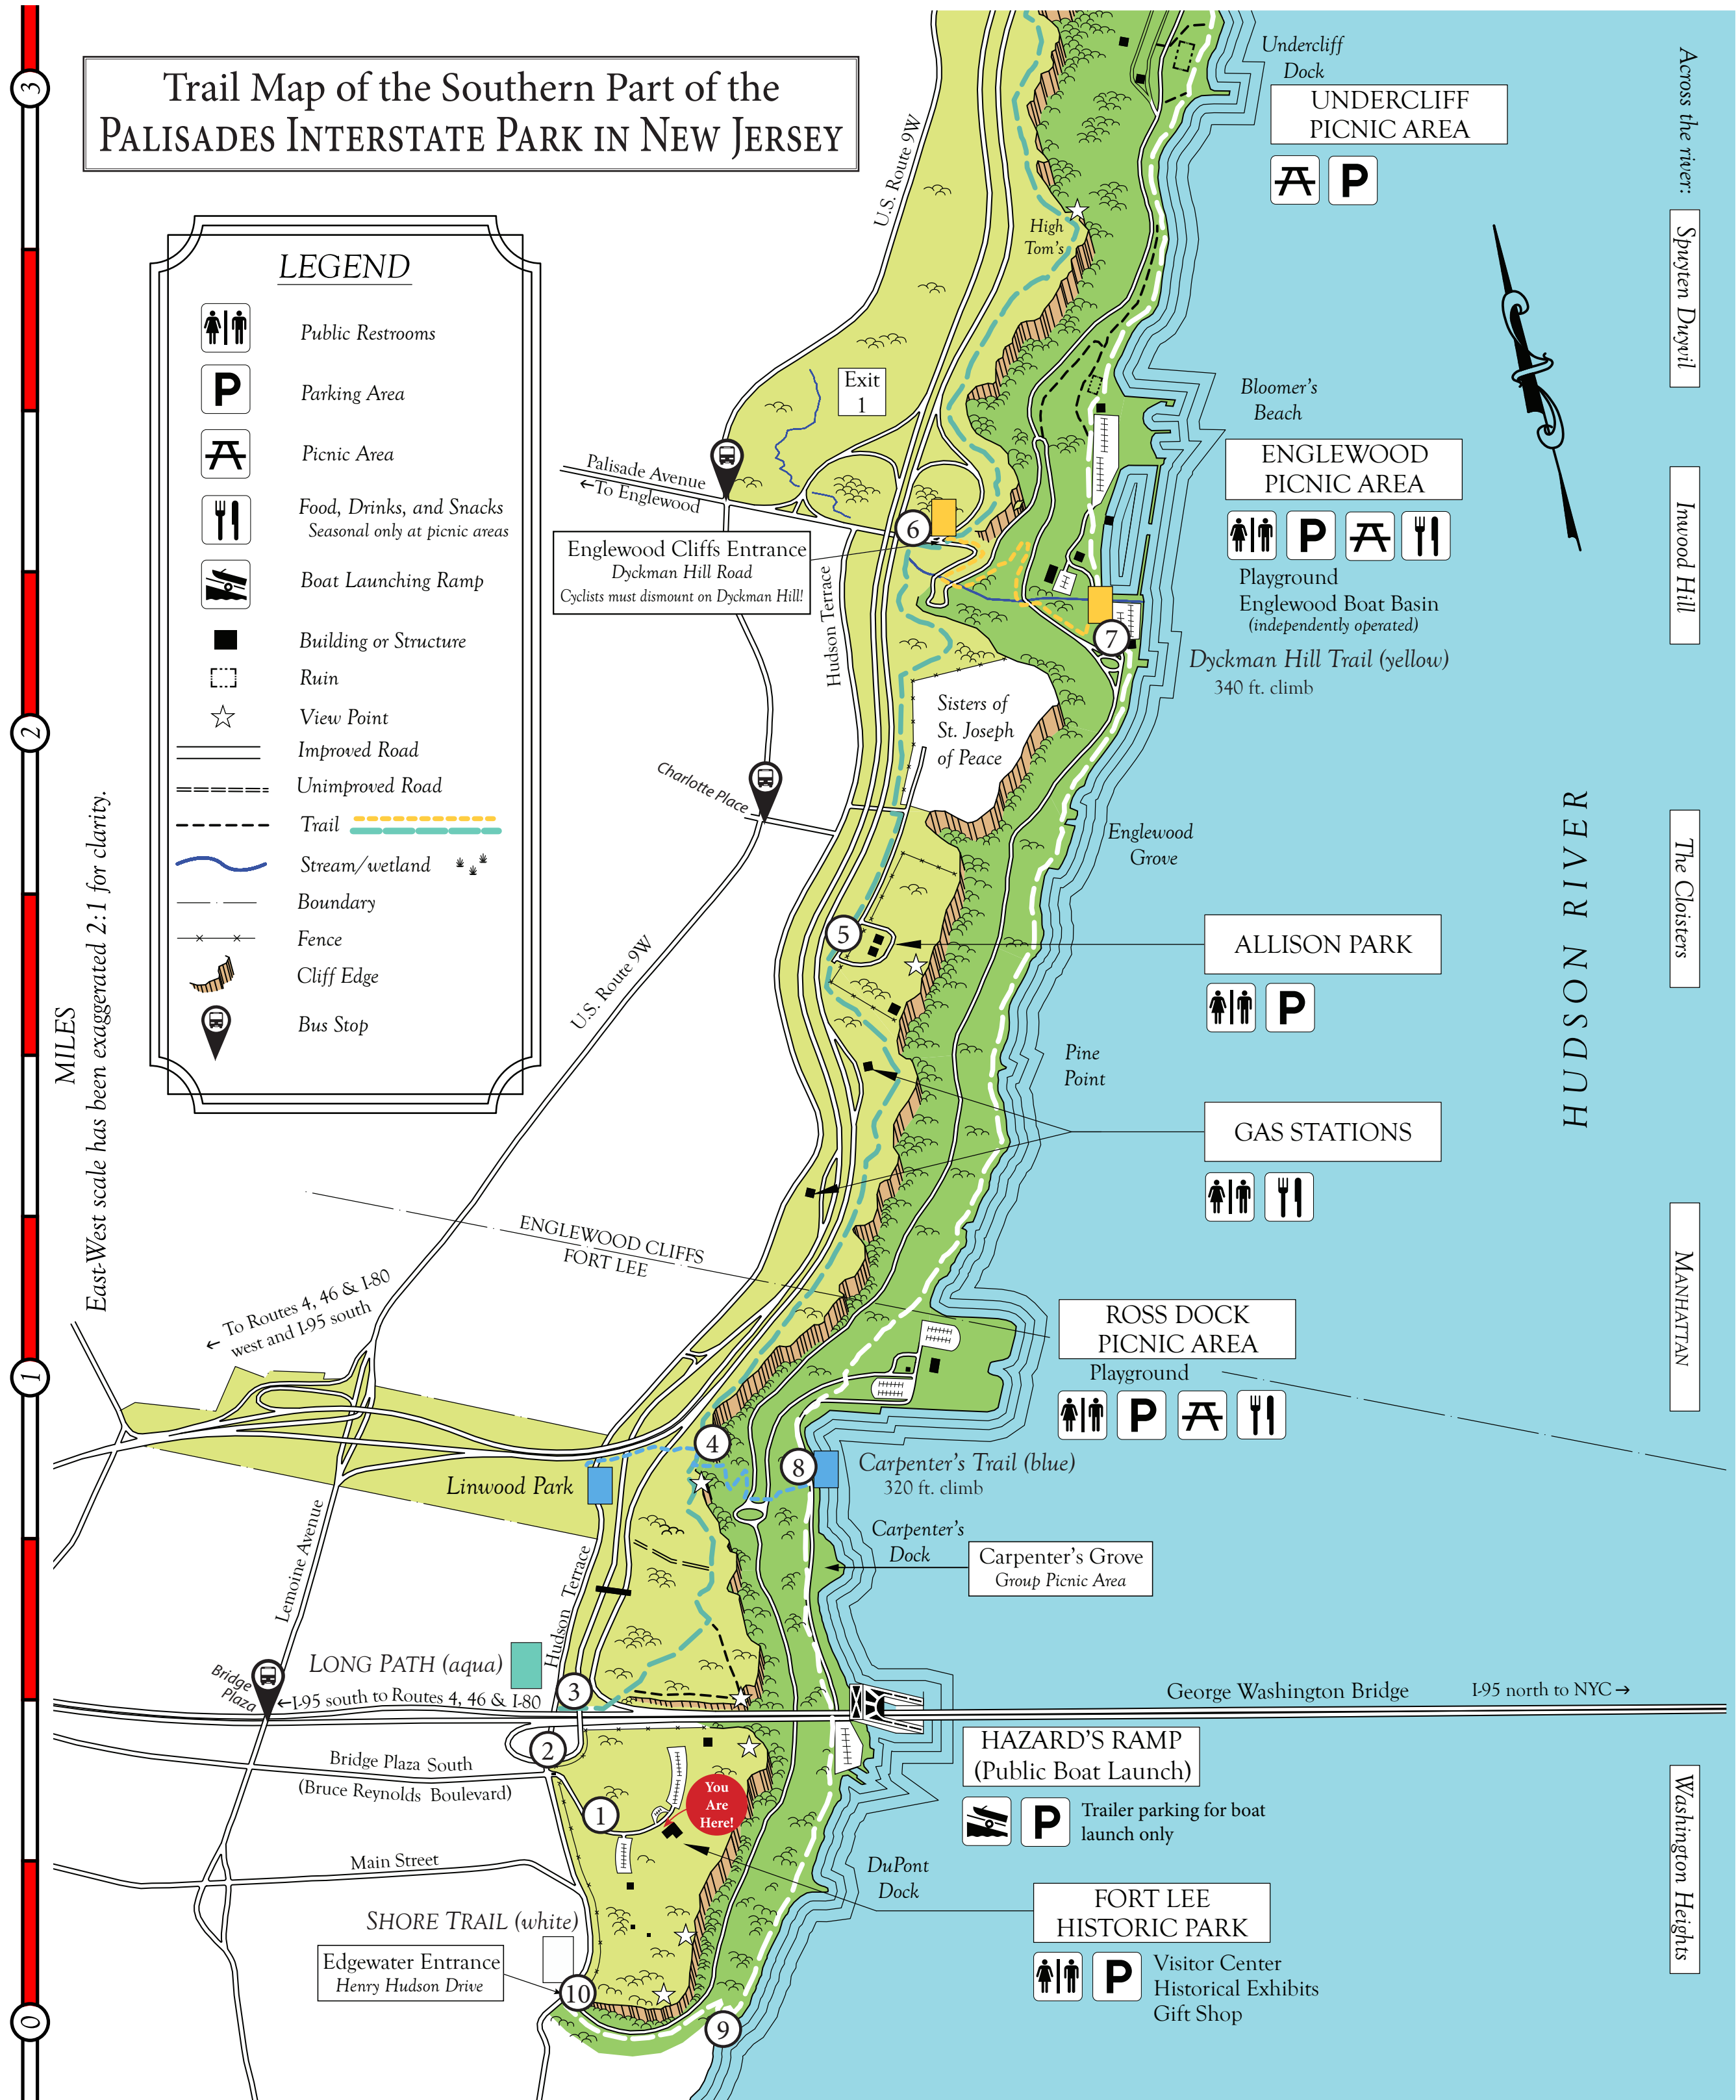 Trail Map of the Southern Part of the
PALISADES INTERSTATE PARK IN NEW JERSEY
LEGEND
Public Restrooms
P
Parking Area
Picnic Area
Food, Drinks, and Snacks
Seasonal only at picnic areas
Boat Launching Ramp
Building or Structure
Ruin
View Point
Improved Road
Unimproved Road
Trail
Stream/wetland
Boundary
Fence
Cliff Edge
Bus Stop
3
2
1
0
MILES
East-West scale has been exaggerated 2:1 for clarity.
U.S. Route 9W
High
Tom's
Undercliff
Dock
UNDERCLIFF
PICNIC AREA
P
Across the river:
Spuyten Duyvil
Inwood Hill
The Cloisters
MANHATTAN
Washington Heights
HUDSON RIVER
Exit
1
Bloomer's
Beach
ENGLEWOOD
PICNIC AREA
P
Playground
Englewood Boat Basin
(independently operated)
Palisade Avenue
←To Englewood
6
Englewood Cliffs Entrance
Dyckman Hill Road
Cyclists must dismount on Dyckman Hill!
Hudson Terrace
7
Dyckman Hill Trail (yellow)
340 ft. climb
Sisters of
St. Joseph
of Peace
Charlotte Place
Englewood
Grove
5
ALLISON PARK
P
U.S. Route 9W
Pine
Point
GAS STATIONS
ENGLEWOOD CLIFFS
FORT LEE
← To Routes 4, 46 & I-80
west and I-95 south
ROSS DOCK
PICNIC AREA
Playground
P
4
8
Linwood Park
Carpenter's Trail (blue)
320 ft. climb
Carpenter's
Dock
Carpenter's Grove
Group Picnic Area
Lemoine Avenue
Hudson Terrace
LONG PATH (aqua)
Bridge
Plaza
←I-95 south to Routes 4, 46 & I-80
3
George Washington Bridge
I-95 north to NYC →
2
HAZARD'S RAMP
(Public Boat Launch)
P
Trailer parking for boat
launch only
Bridge Plaza South
(Bruce Reynolds Boulevard)
1
You
Are
Here!
Main Street
DuPont
Dock
FORT LEE
HISTORIC PARK
P
Visitor Center
Historical Exhibits
Gift Shop
SHORE TRAIL (white)
Edgewater Entrance
Henry Hudson Drive
10
9